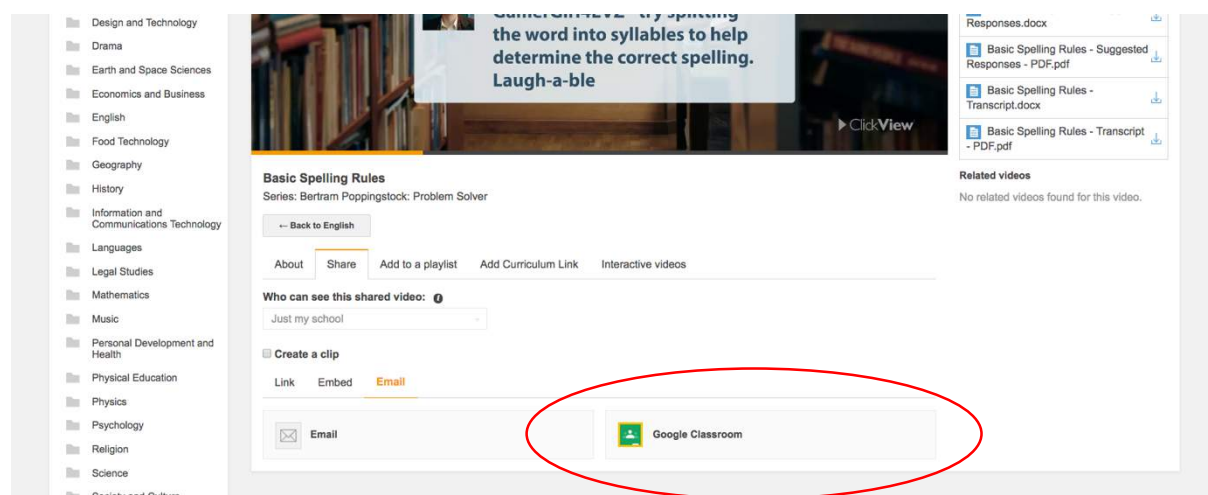 Design and Technology
Drama
Earth and Space Sciences
Economics and Business
English
Food Technology
Geography
History
Information and
Communications Technology
Languages
Legal Studies
Mathematics
Music
Personal Development and
Health
Physical Education
Physics
Psychology
Religion
Science
the word into syllables to help
determine the correct spelling.
Laugh-a-ble
ClickView
Basic Spelling Rules
Series: Bertram Poppingstock: Problem Solver
← Back to English
About Share Add to a playlist Add Curriculum Link Interactive videos
Who can see this shared video:
Just my school
Create a clip
Link Embed Email
Email
Google Classroom
Responses.docx
Basic Spelling Rules - Suggested
Responses - PDF.pdf
Basic Spelling Rules -
Transcript.docx
Basic Spelling Rules - Transcript
- PDF.pdf
Related videos
No related videos found for this video.